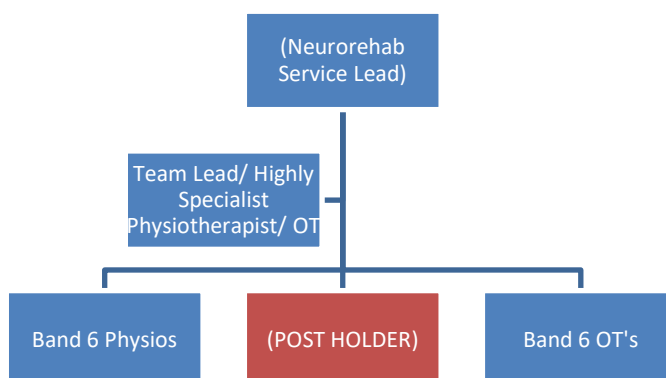 (Neurorehab
Service Lead)
Team Lead/ Highly
Specialist
Physiotherapist/ OT
Band 6 Physios
(POST HOLDER)
Band 6 OT's